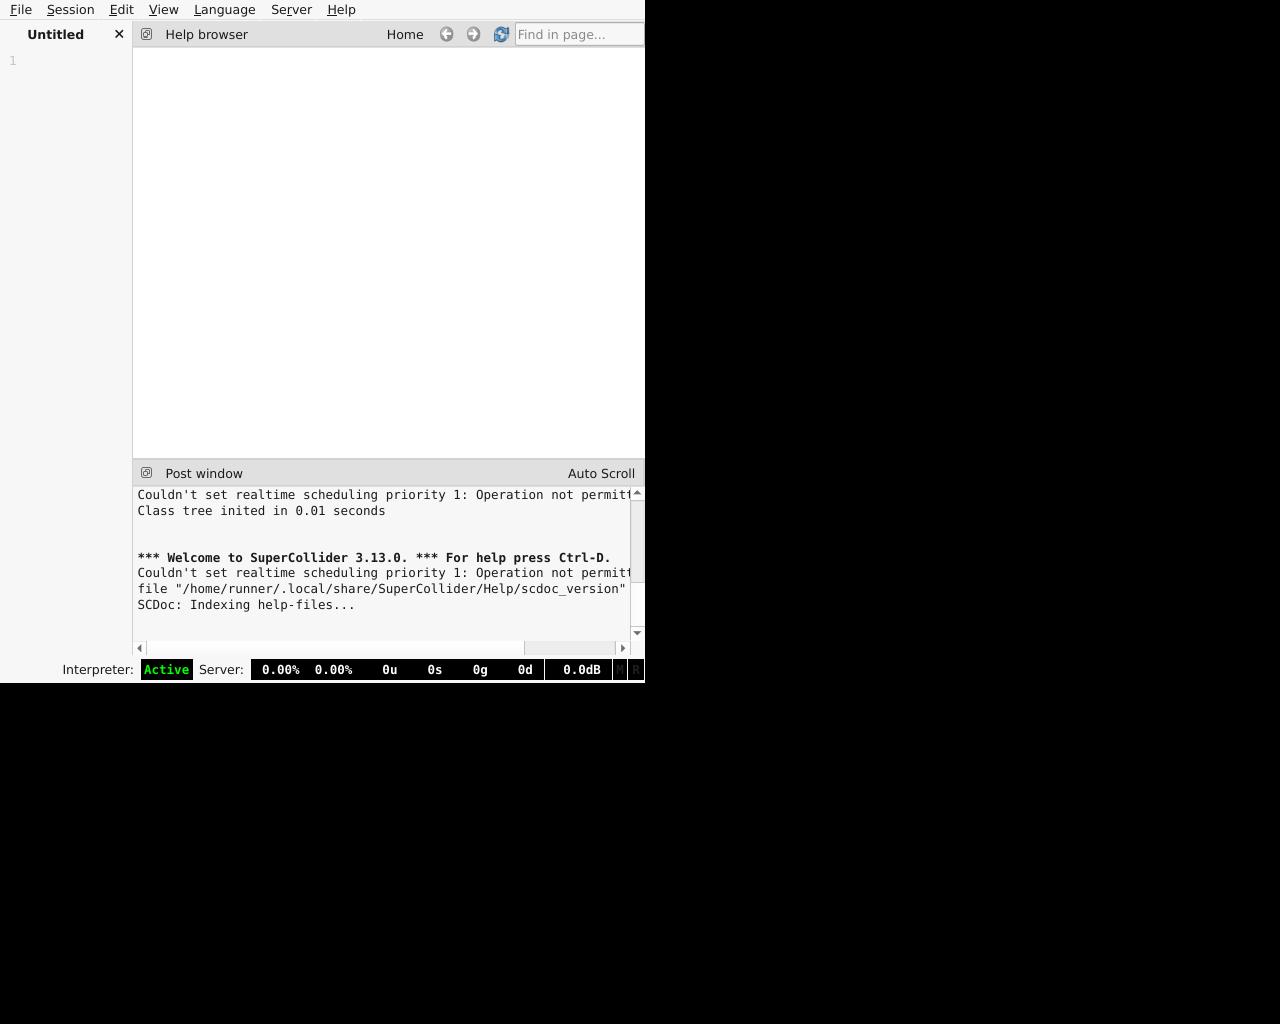 File Session Edit View Language Server Help
Untitled
Help browser Home Find in page...
1
Post window Auto Scroll
Couldn't set realtime scheduling priority 1: Operation not permitt
Class tree inited in 0.01 seconds
*** Welcome to SuperCollider 3.13.0. *** For help press Ctrl-D.
Couldn't set realtime scheduling priority 1: Operation not permitt
file "/home/runner/.local/share/SuperCollider/Help/scdoc_version"
SCDoc: Indexing help-files...
Interpreter: Active Server: 0.00% 0.00% 0u 0s 0g 0d 0.0dB M R